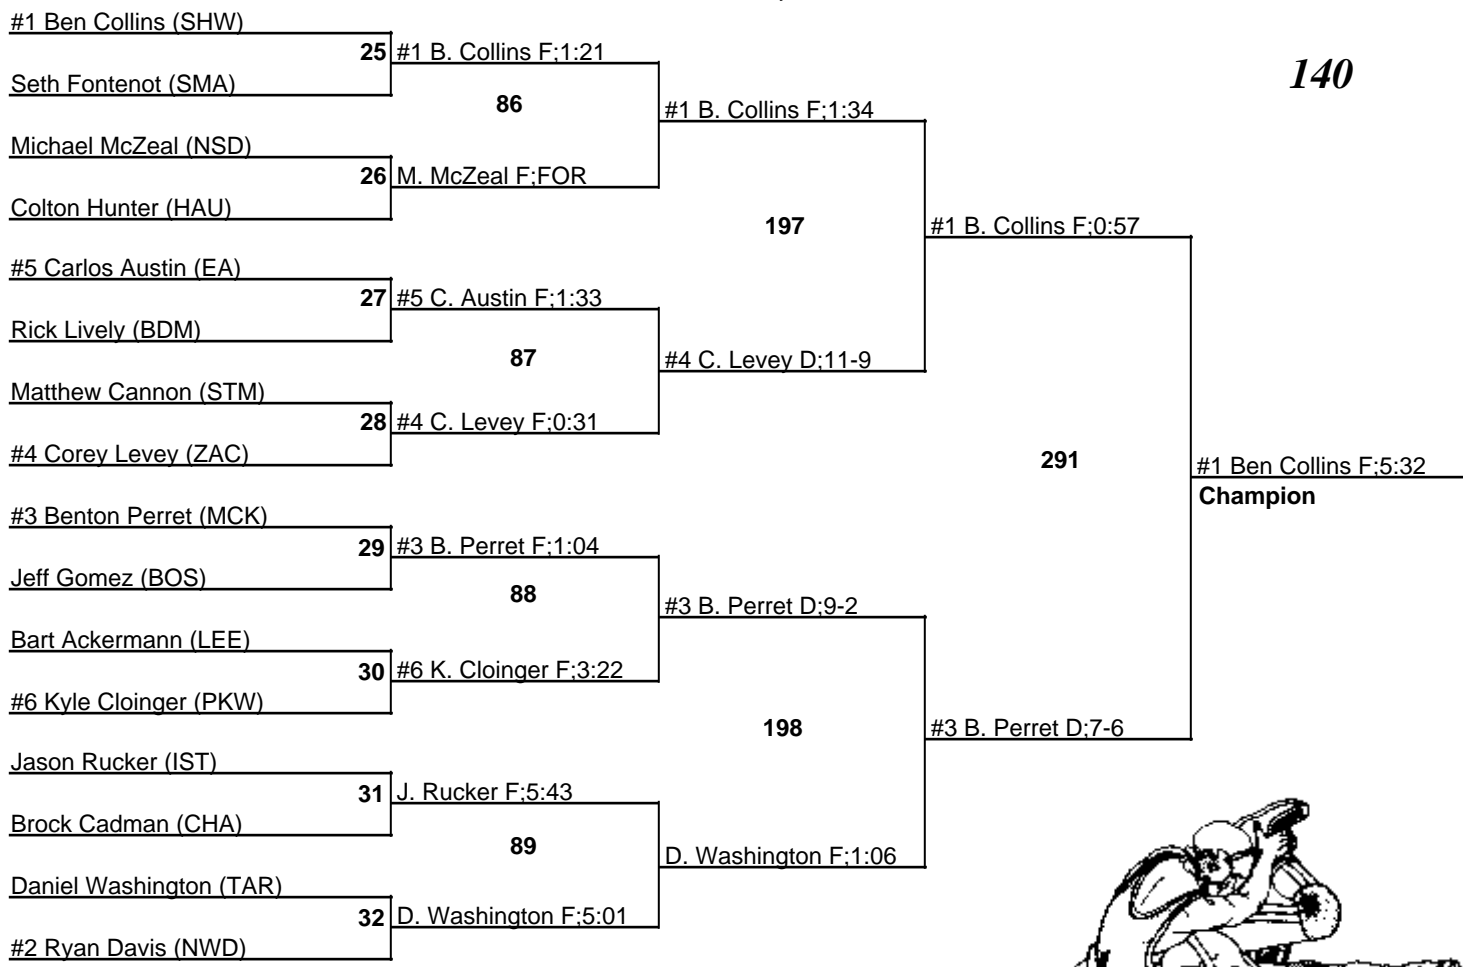 #1 Ben Collins (SHW)
25 #1 B. Collins F;1:21
Seth Fontenot (SMA)
140
86
#1 B. Collins F;1:34
Michael McZeal (NSD)
26 M. McZeal F;FOR
Colton Hunter (HAU)
197
#1 B. Collins F;0:57
#5 Carlos Austin (EA)
27 #5 C. Austin F;1:33
Rick Lively (BDM)
87
#4 C. Levey D;11-9
Matthew Cannon (STM)
28 #4 C. Levey F;0:31
#4 Corey Levey (ZAC)
291
#1 Ben Collins F;5:32
Champion
#3 Benton Perret (MCK)
29 #3 B. Perret F;1:04
Jeff Gomez (BOS)
88
#3 B. Perret D;9-2
Bart Ackermann (LEE)
30 #6 K. Cloinger F;3:22
#6 Kyle Cloinger (PKW)
198
#3 B. Perret D;7-6
Jason Rucker (IST)
31 J. Rucker F;5:43
Brock Cadman (CHA)
89
D. Washington F;1:06
Daniel Washington (TAR)
32 D. Washington F;5:01
#2 Ryan Davis (NWD)